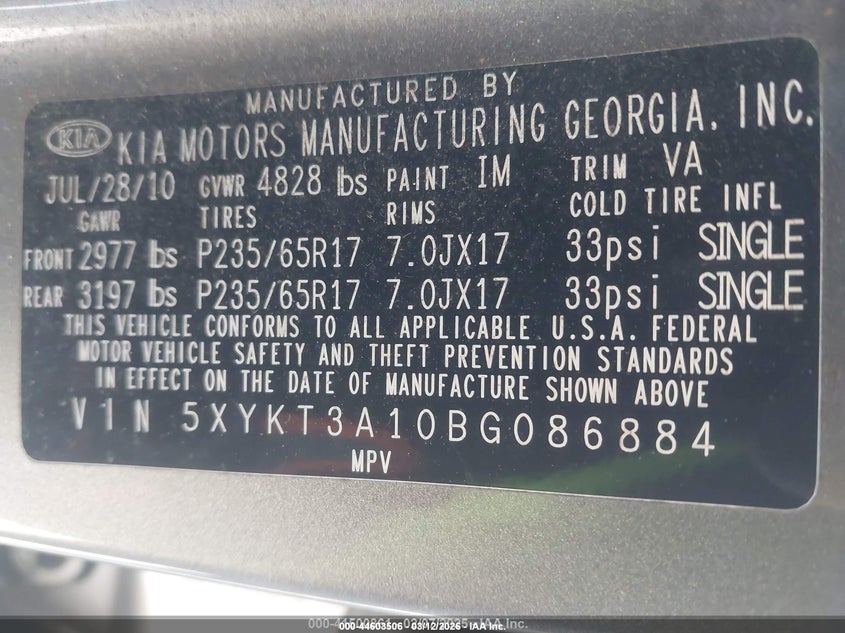 MANUFACTURED BY
KIA KIA MOTORS MANUFACTURING GEORGIA, INC.
JUL/28/10 GVWR 4828 lbs PAINT IM TRIM VA
GAWR TIRES RIMS COLD TIRE INFL
FRONT 2977 lbs P235/65R17 7.0JX17 33psi SINGLE
REAR 3197 lbs P235/65R17 7.0JX17 33psi SINGLE
THIS VEHICLE CONFORMS TO ALL APPLICABLE U.S.A. FEDERAL
MOTOR VEHICLE SAFETY AND THEFT PREVENTION STANDARDS
IN EFFECT ON THE DATE OF MANUFACTURE SHOWN ABOVE
VIN 5XYKT3A10BG086884
MPV
000-44603506 - 03/12/2026 - IAA Inc.